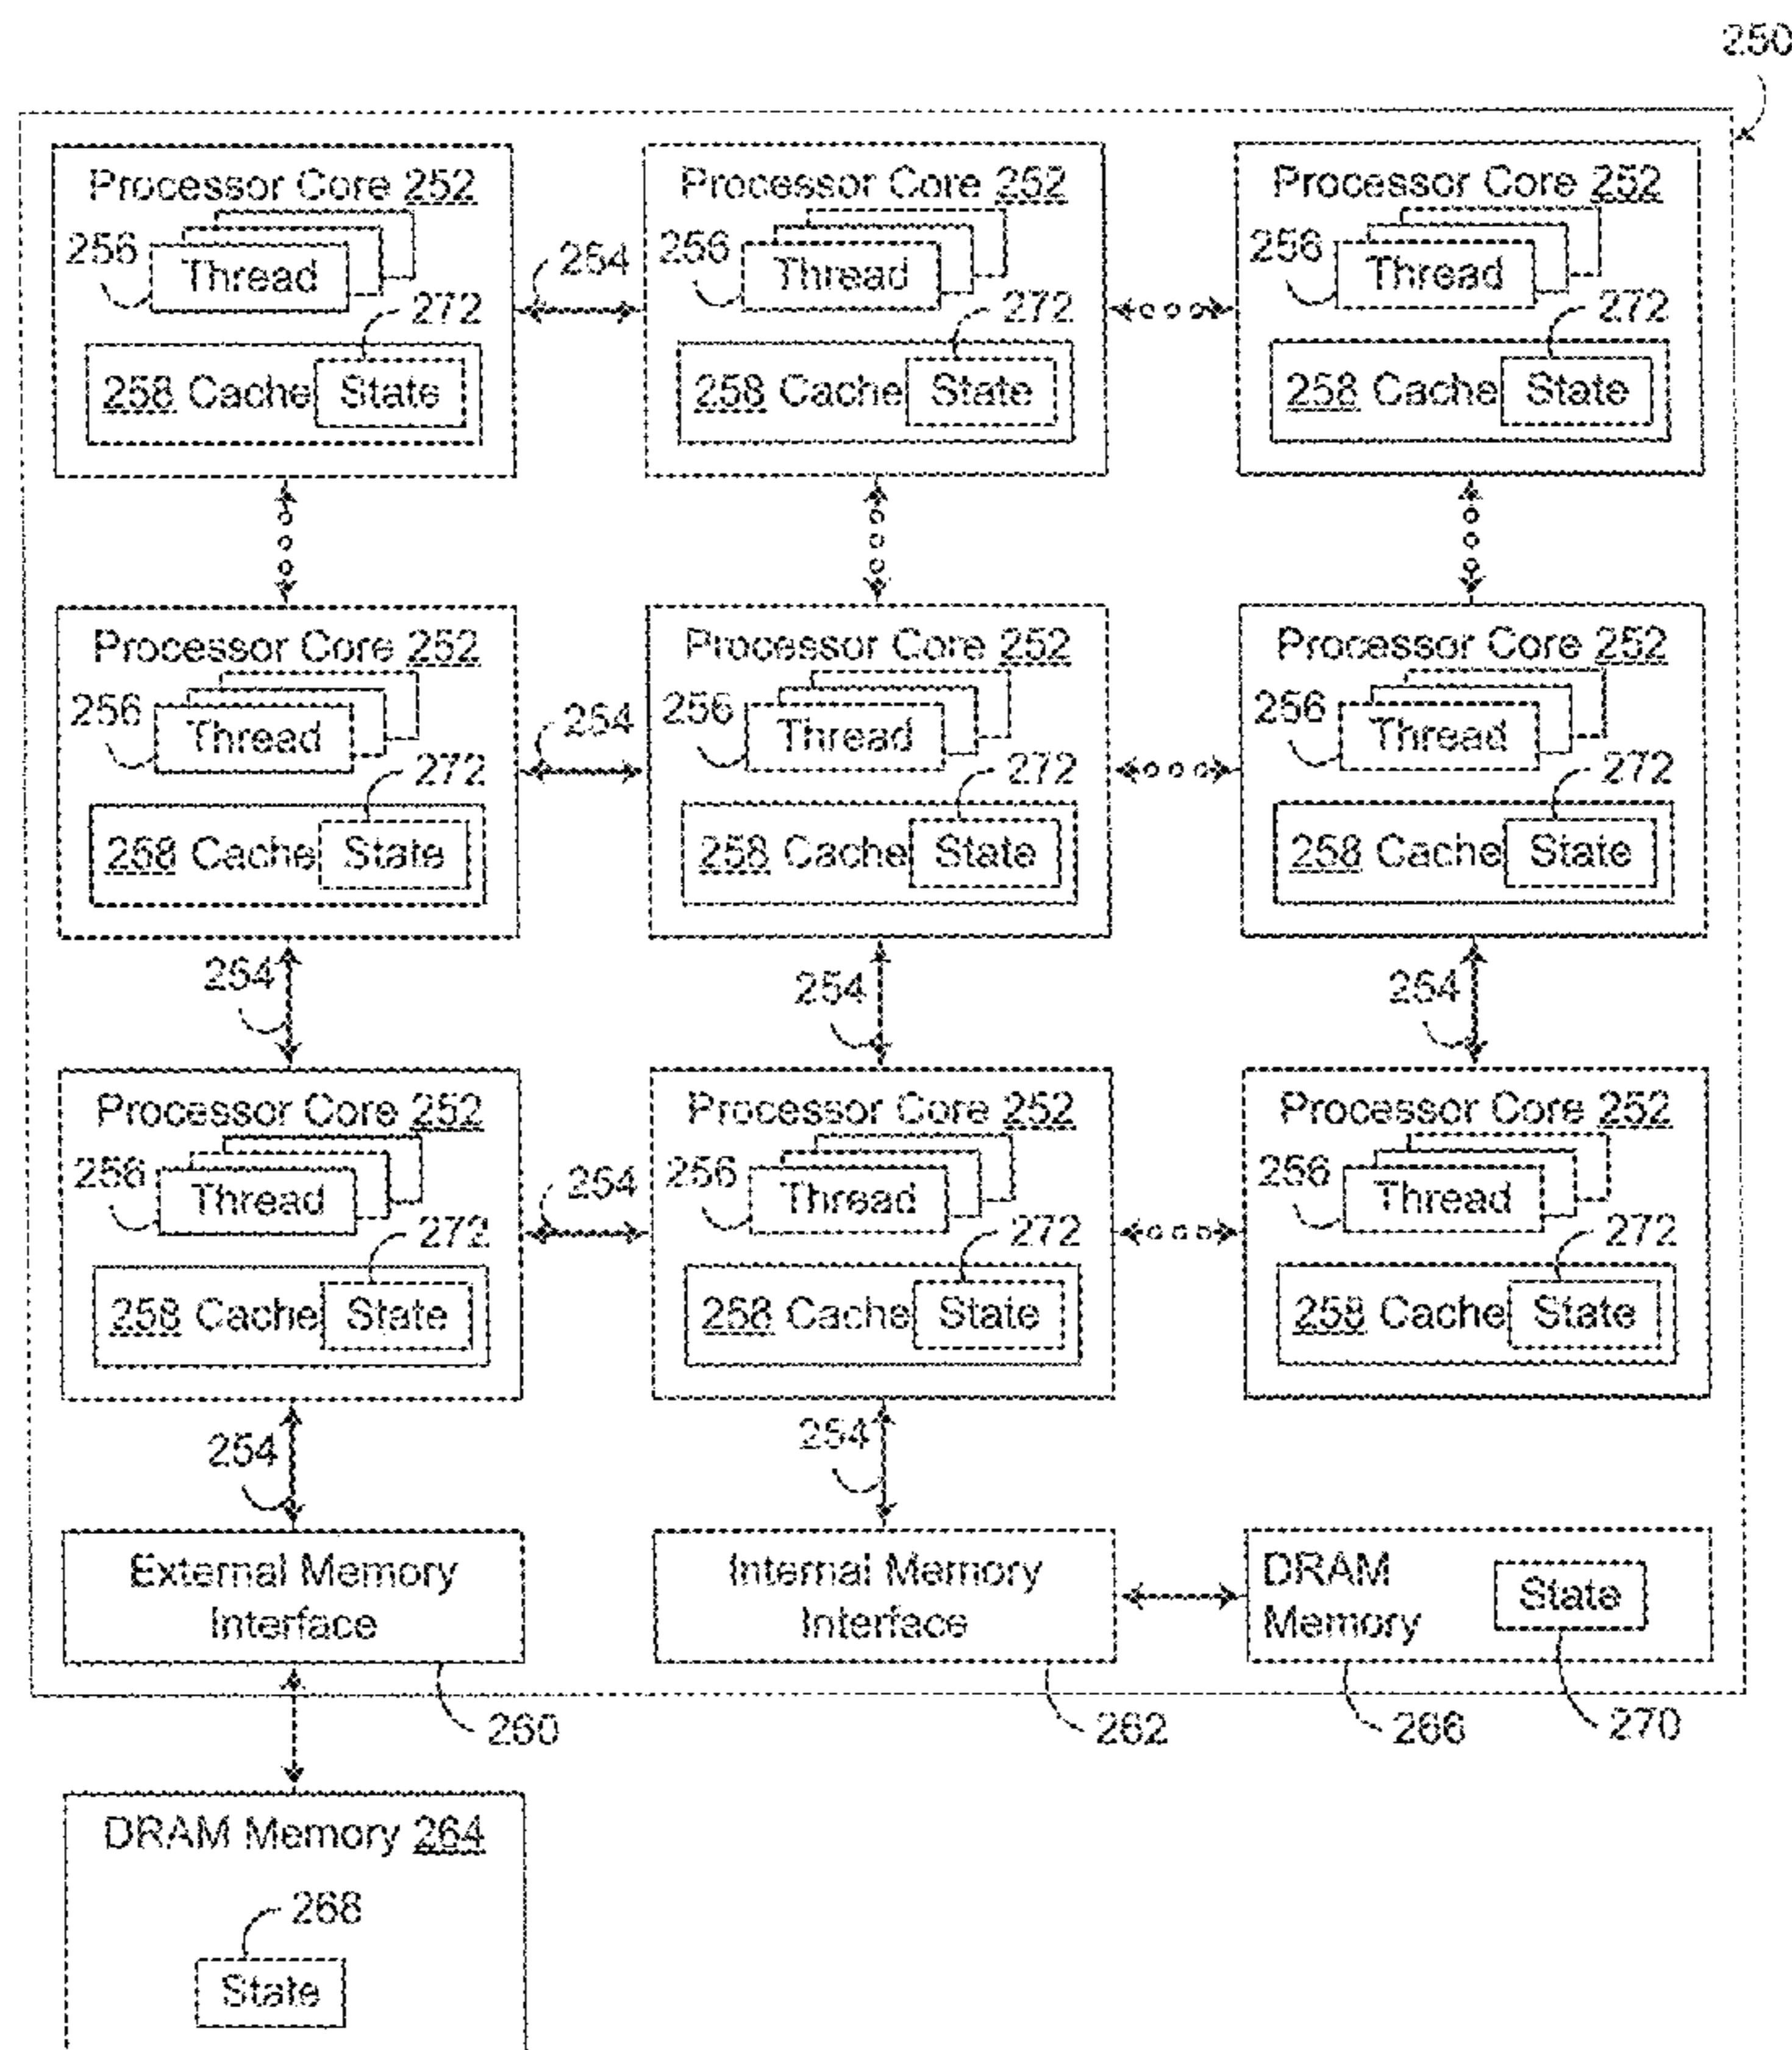 250
Processor Core 252
Processor Core 252
Processor Core 252
256
Thread
254
256
Thread
256
Thread
272
272
272
258 Cache
State
258 Cache
State
258 Cache
State
Processor Core 252
Processor Core 252
Processor Core 252
256
Thread
254
256
Thread
256
Thread
272
272
272
258 Cache
State
258 Cache
State
258 Cache
State
254
254
254
Processor Core 252
Processor Core 252
Processor Core 252
256
Thread
254
256
Thread
256
Thread
272
272
272
258 Cache
State
258 Cache
State
258 Cache
State
254
254
External Memory
Interface
Internal Memory
Interface
DRAM
Memory
State
260
262
266
270
DRAM Memory 264
268
State